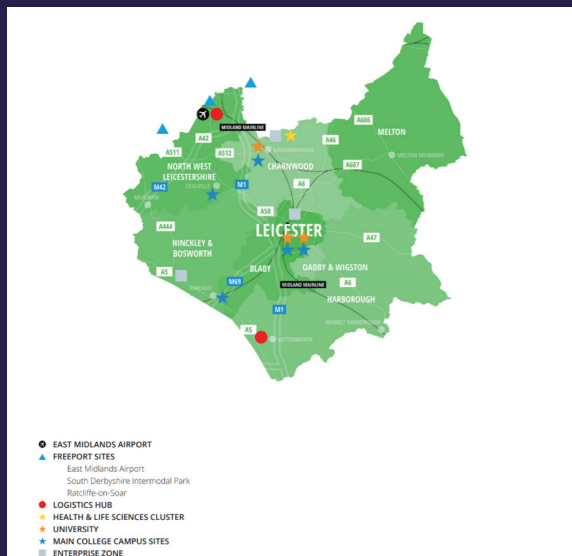 A606
MIDLAND MAINLINE
MELTON
A42
A46
A511
A512
LOUGHBOROUGH
MELTON MOWBRAY
NORTH WEST
LEICESTERSHIRE
CHARNWOOD
A607
COALVILLE
M42
M1
A6
MEASHAM
A50
A444
LEICESTER
HINCKLEY &
BOSWORTH
A47
BLABY
OADBY & WIGSTON
A5
M69
MIDLAND MAINLINE
A6
HINCKLEY
HARBOROUGH
M1
MARKET HARBOROUGH
A5
LUTTERWORTH
EAST MIDLANDS AIRPORT
FREEPORT SITES
East Midlands Airport
South Derbyshire Intermodal Park
Ratcliffe-on-Soar
LOGISTICS HUB
HEALTH & LIFE SCIENCES CLUSTER
UNIVERSITY
MAIN COLLEGE CAMPUS SITES
ENTERPRISE ZONE